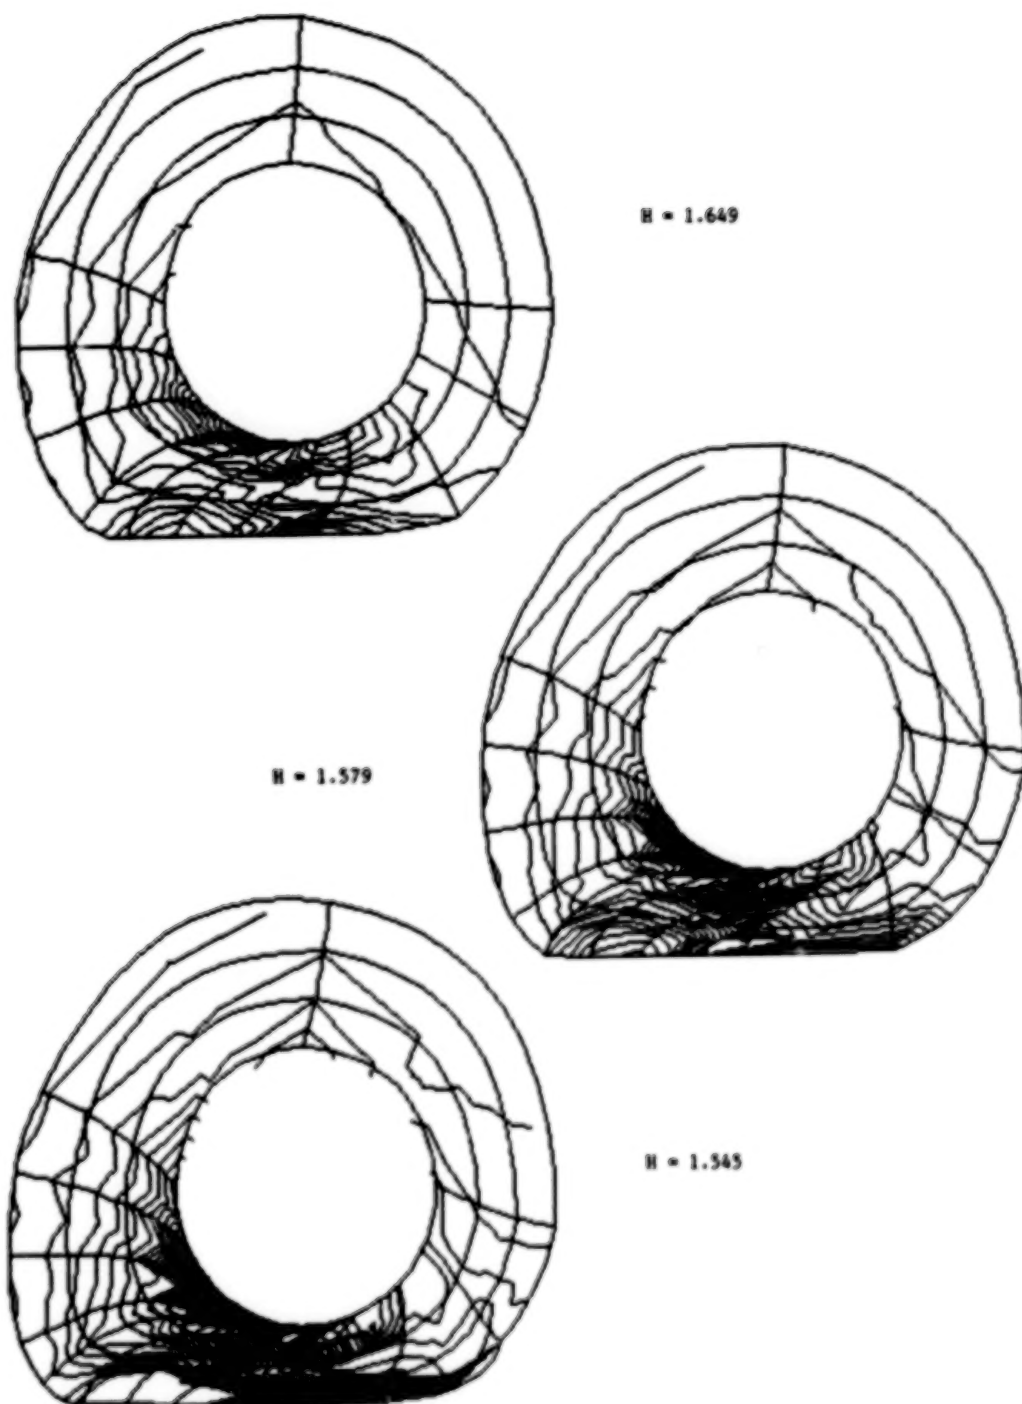 H = 1.649
H = 1.579
H = 1.545